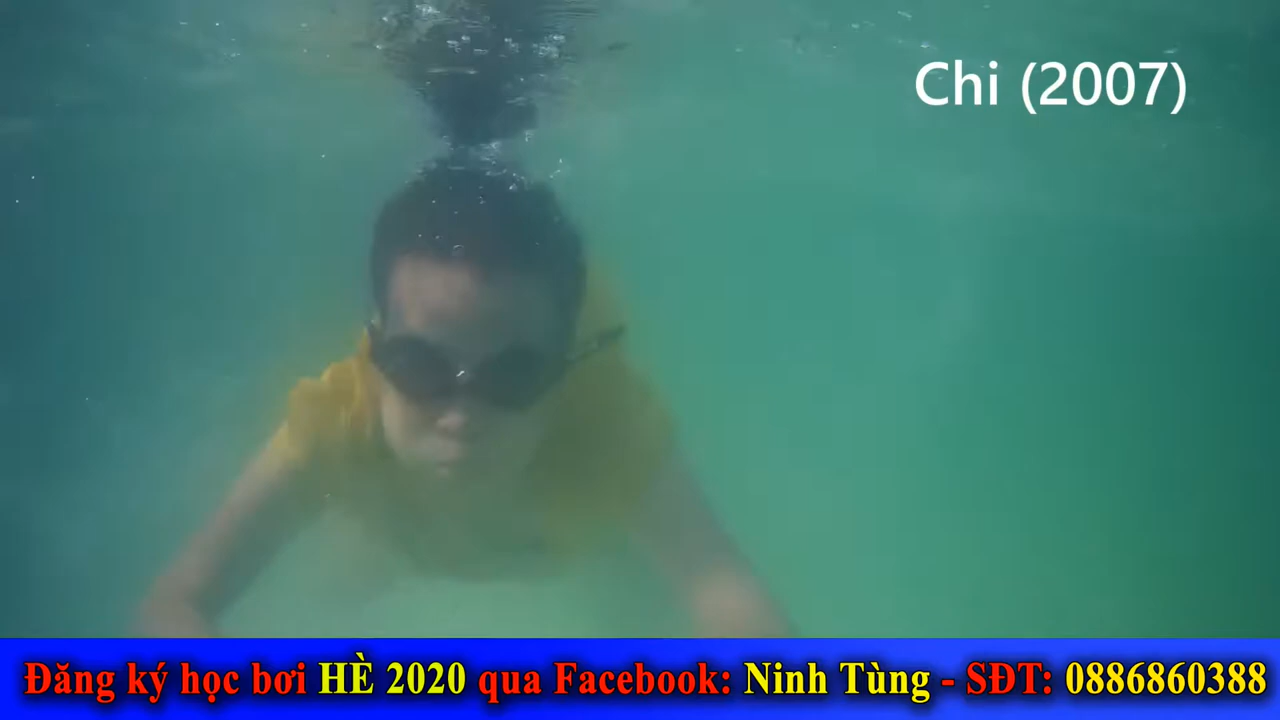 Chi (2007)
Đăng ký học bơi HÈ 2020 qua Facebook: Ninh Tùng - SĐT: 0886860388